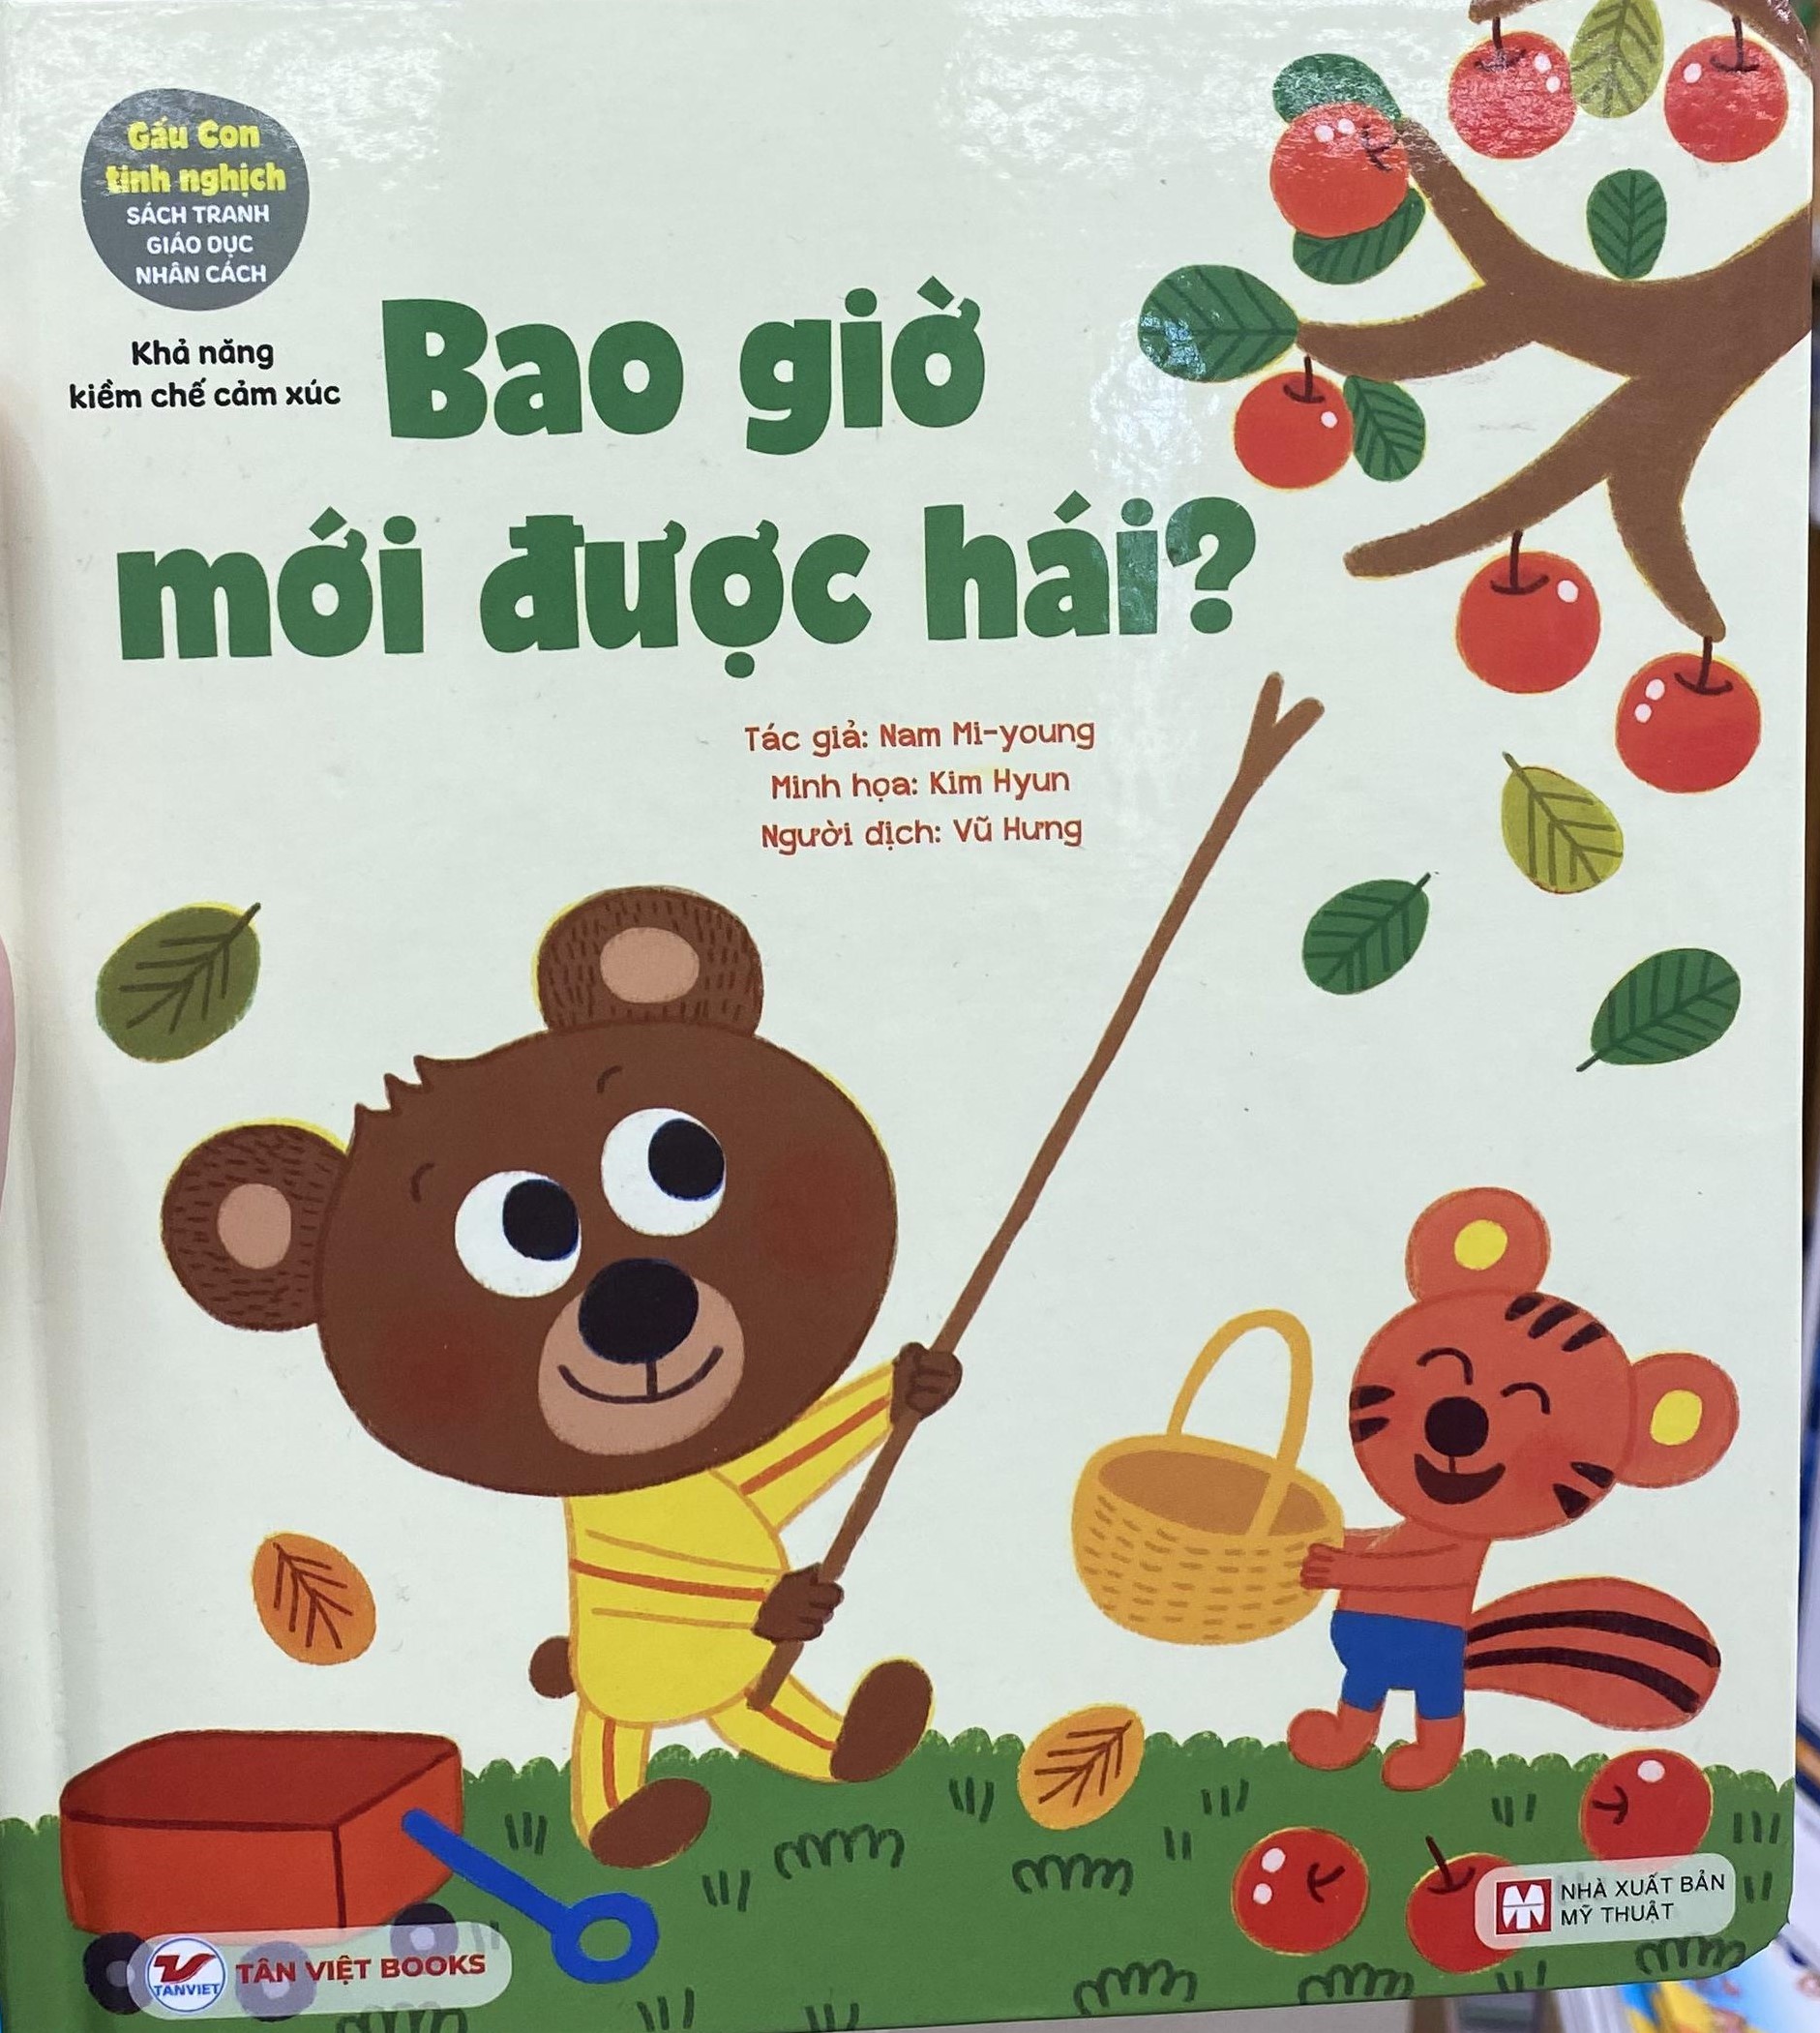 Gấu Con
tinh nghịch
SÁCH TRANH
GIÁO DỤC
NHÂN CÁCH
Khả năng
kiềm chế cảm xúc
Bao giờ
mới được hái?
Tác giả: Nam Mi-young
Minh họa: Kim Hyun
Người dịch: Vũ Hưng
TANVIET
TÂN VIỆT BOOKS
NHÀ XUẤT BẢN
MỸ THUẬT